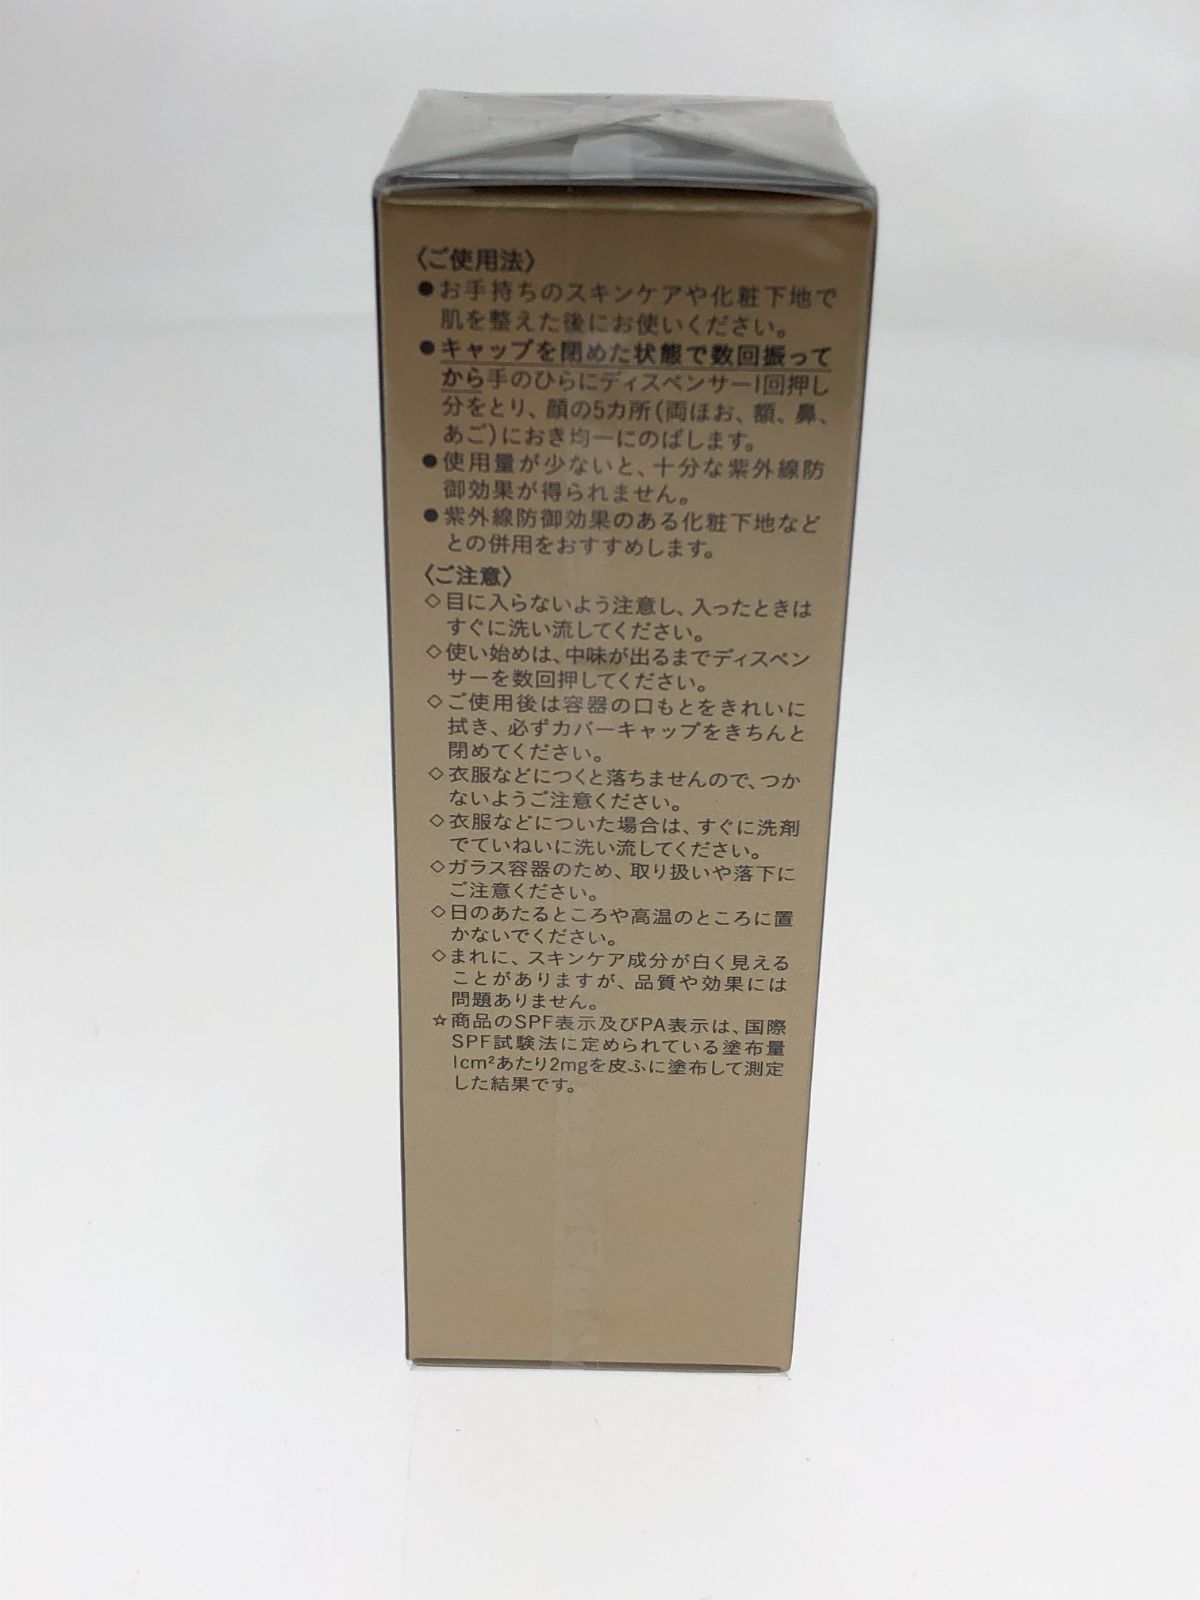 〈ご使用法〉
●お手持ちのスキンケアや化粧下地で
肌を整えた後にお使いください。
●キャップを閉めた状態で数回振って
から手のひらにディスペンサー1回押し
分をとり、顔の5カ所(両ほお、額、鼻、
あご)におき均一にのばします。
●使用量が少ないと、十分な紫外線防
御効果が得られません。
●紫外線防御効果のある化粧下地など
との併用をおすすめします。
〈ご注意〉
◇目に入らないよう注意し、入ったときは
すぐに洗い流してください。
◇使い始めは、中味が出るまでディスペン
サーを数回押してください。
◇ご使用後は容器の口もとをきれいに
拭き、必ずカバーキャップをきちんと
閉めてください。
◇衣服などにつくと落ちませんので、つか
ないようご注意ください。
◇衣服などについた場合は、すぐに洗剤
でていねいに洗い流してください。
◇ガラス容器のため、取り扱いや落下に
ご注意ください。
◇日のあたるところや高温のところに置
かないでください。
◇まれに、スキンケア成分が白く見える
ことがありますが、品質や効果には
問題ありません。
☆商品のSPF表示及びPA表示は、国際
SPF試験法に定められている塗布量
1cm²あたり2mgを皮ふに塗布して測定
した結果です。